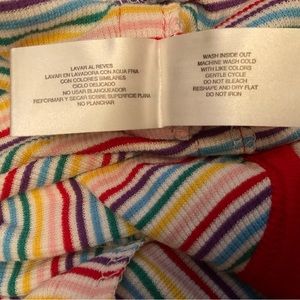 LAVAR AL REVES
LAVAR EN LAVADORA CON AGUA FRIA
CON COLORES SIMILARES
CICLO DELICADO
NO USAR BLANQUEADOR
REFORMAR Y SECAR SOBRE SUPERFICIE PLANA
NO PLANCHAR
WASH INSIDE OUT
MACHINE WASH COLD
WITH LIKE COLORS
GENTLE CYCLE
DO NOT BLEACH
RESHAPE AND DRY FLAT
DO NOT IRON